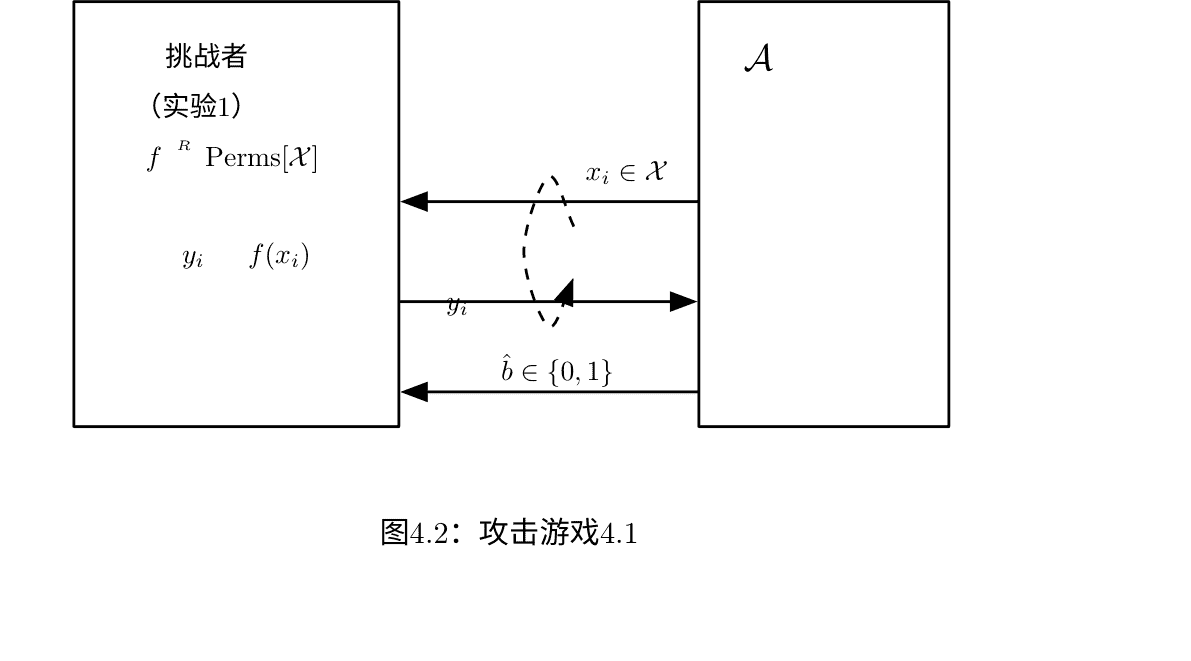 挑战者
（实验1）
f R Perms[𝒳]
y_i f(x_i)
𝒜
x_i ∈ 𝒳
y_i
b̂ ∈ {0, 1}
图4.2：攻击游戏4.1